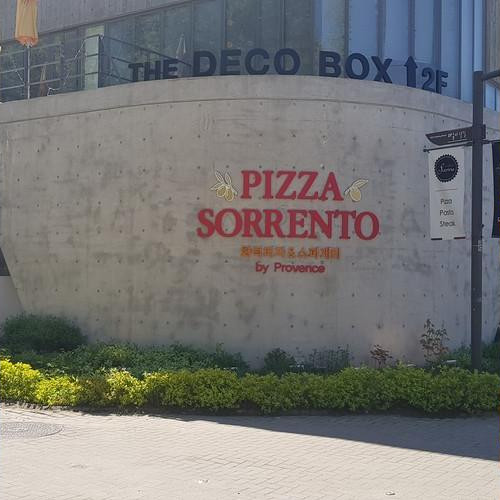 THE DECO BOX ↑ 2F
PIZZA
SORRENTO
화덕피자 & 스파게티
by Provence
Pizza
Pasta
Steak